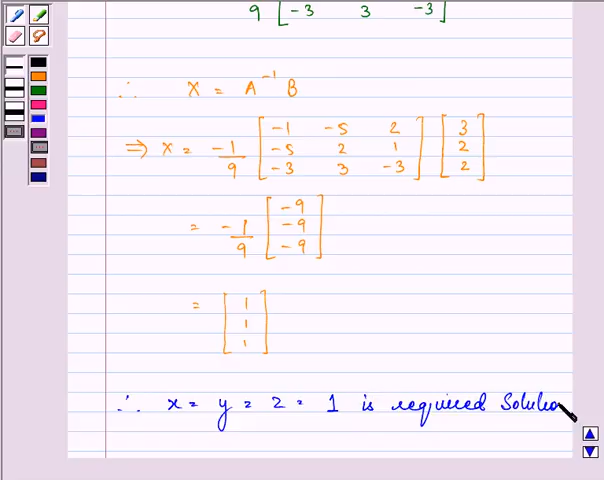 9 [ -3 3 -3 ]
∴ X = A⁻¹ B
⇒ X = -1/9 [ -1 -5 2 ] [ 3 ]
[ -5 2 1 ] [ 2 ]
[ -3 3 -3 ] [ 2 ]
= -1/9 [ -9 ]
[ -9 ]
[ -9 ]
= [ 1 ]
[ 1 ]
[ 1 ]
∴ x = y = z = 1 is required Solutio